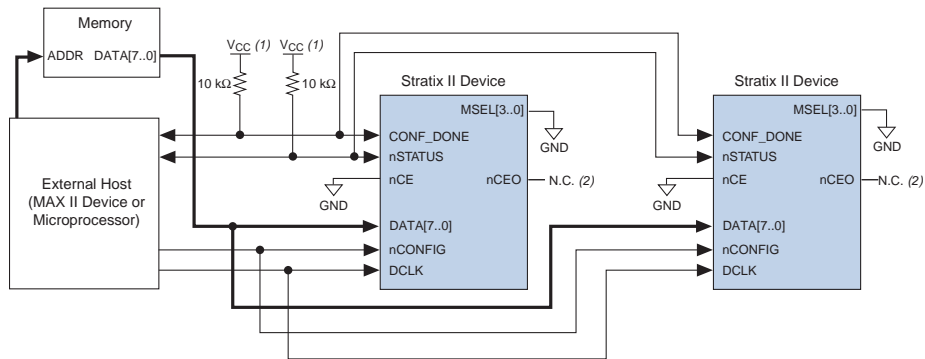 Memory
ADDR DATA[7..0]
VCC (1) VCC (1)
10 kΩ 10 kΩ
External Host
(MAX II Device or
Microprocessor)
Stratix II Device
MSEL[3..0]
CONF_DONE
nSTATUS
nCE nCEO
DATA[7..0]
nCONFIG
DCLK
GND
GND
N.C. (2)
Stratix II Device
MSEL[3..0]
CONF_DONE
nSTATUS
nCE nCEO
DATA[7..0]
nCONFIG
DCLK
GND
GND
N.C. (2)